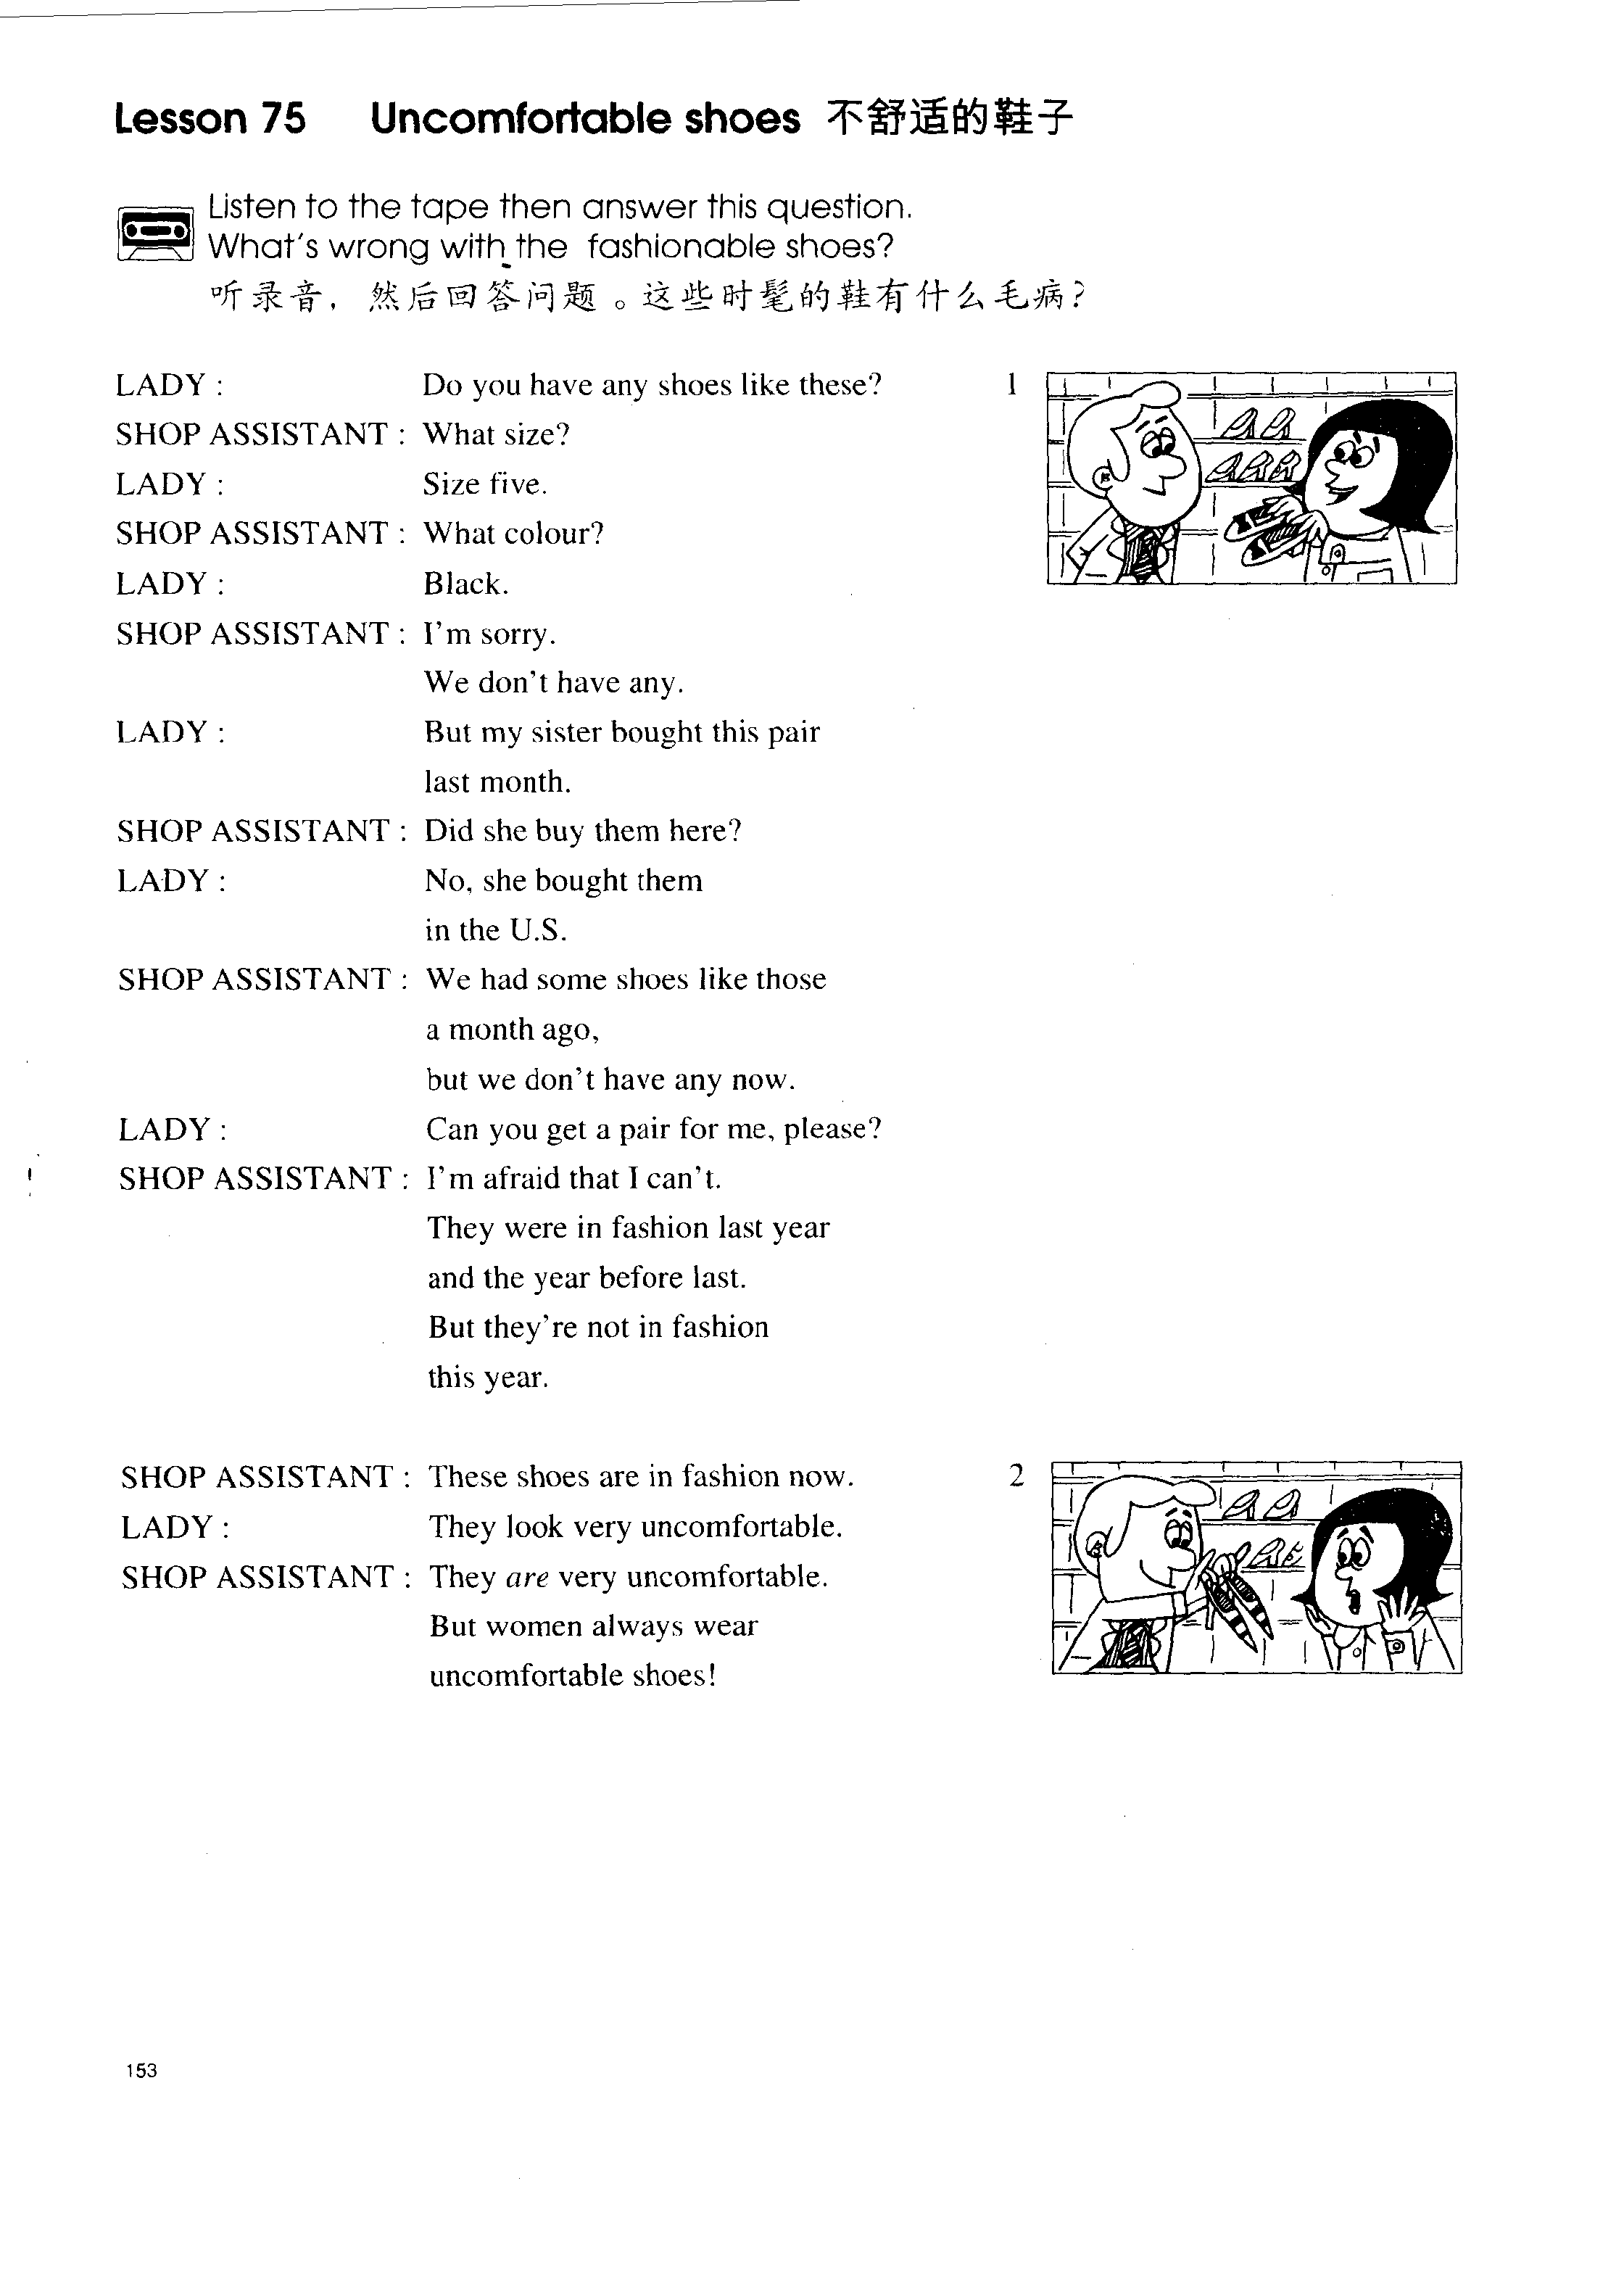 Lesson 75 Uncomfortable shoes 不舒适的鞋子
Listen to the tape then answer this question.
What's wrong with the fashionable shoes?
听录音，然后回答问题。这些时髦的鞋有什么毛病？
LADY : Do you have any shoes like these? 1
SHOP ASSISTANT : What size?
LADY : Size five.
SHOP ASSISTANT : What colour?
LADY : Black.
SHOP ASSISTANT : I'm sorry.
We don't have any.
LADY : But my sister bought this pair
last month.
SHOP ASSISTANT : Did she buy them here?
LADY : No, she bought them
in the U.S.
SHOP ASSISTANT : We had some shoes like those
a month ago,
but we don't have any now.
LADY : Can you get a pair for me, please?
SHOP ASSISTANT : I'm afraid that I can't.
They were in fashion last year
and the year before last.
But they're not in fashion
this year.
SHOP ASSISTANT : These shoes are in fashion now. 2
LADY : They look very uncomfortable.
SHOP ASSISTANT : They are very uncomfortable.
But women always wear
uncomfortable shoes!
153